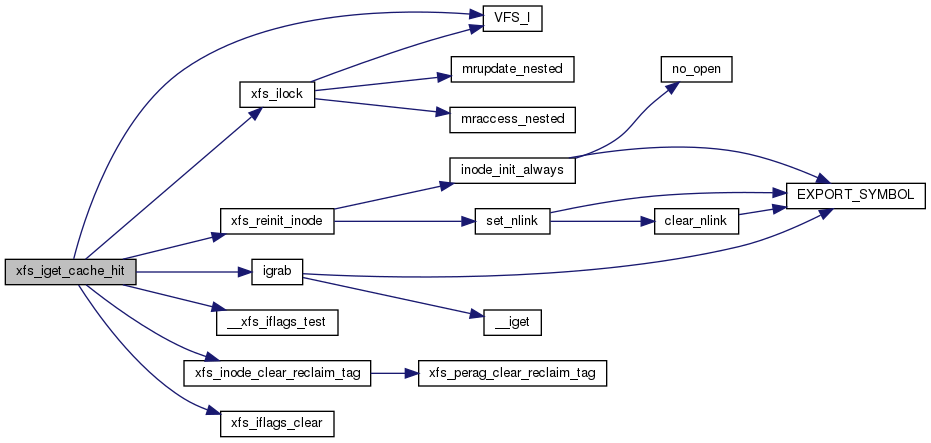 VFS_I
xfs_ilock
mrupdate_nested
no_open
mraccess_nested
inode_init_always
EXPORT_SYMBOL
xfs_reinit_inode
set_nlink
clear_nlink
xfs_iget_cache_hit
igrab
__xfs_iflags_test
__iget
xfs_inode_clear_reclaim_tag
xfs_perag_clear_reclaim_tag
xfs_iflags_clear